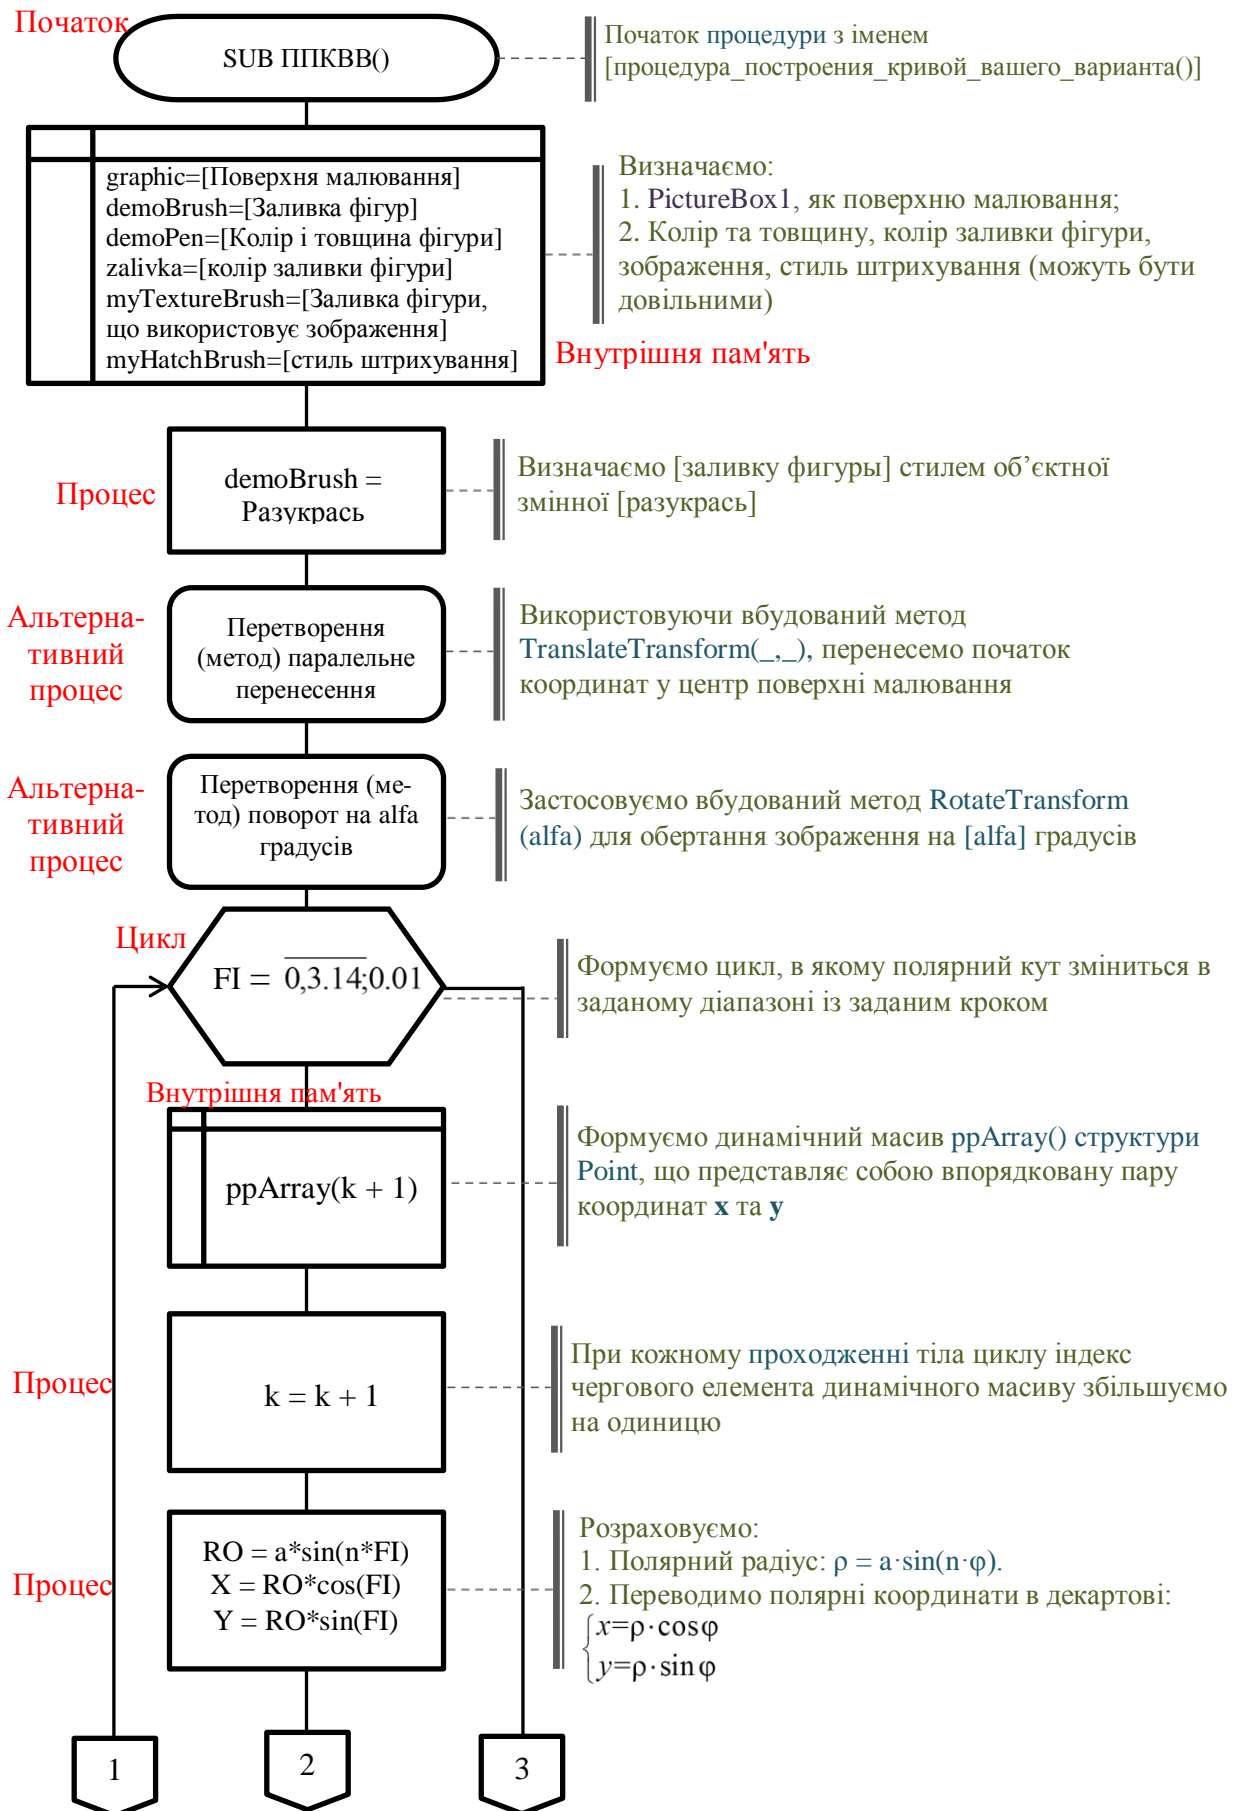 Початок
SUB ППКВВ()
Початок процедури з іменем
[процедура_построения_кривой_вашего_варианта()]
graphic=[Поверхня малювання]
demoBrush=[Заливка фігур]
demoPen=[Колір і товщина фігури]
zalivka=[колір заливки фігури]
myTextureBrush=[Заливка фігури,
що використовує зображення]
myHatchBrush=[стиль штрихування]
Визначаємо:
1. PictureBox1, як поверхню малювання;
2. Колір та товщину, колір заливки фігури,
зображення, стиль штрихування (можуть бути
довільними)
Внутрішня пам'ять
Процес
demoBrush =
Разукрась
Визначаємо [заливку фигуры] стилем об’єктної
змінної [разукрась]
Альтерна-
тивний
процес
Перетворення
(метод) паралельне
перенесення
Використовуючи вбудований метод
TranslateTransform(_,_), перенесемо початок
координат у центр поверхні малювання
Альтерна-
тивний
процес
Перетворення (ме-
тод) поворот на alfa
градусів
Застосовуємо вбудований метод RotateTransform
(alfa) для обертання зображення на [alfa] градусів
Цикл
FI = 0,3.14;0.01
Формуємо цикл, в якому полярний кут зміниться в
заданому діапазоні із заданим кроком
Внутрішня пам'ять
ppArray(k + 1)
Формуємо динамічний масив ppArray() структури
Point, що представляє собою впорядковану пару
координат x та y
Процес
k = k + 1
При кожному проходженні тіла циклу індекс
чергового елемента динамічного масиву збільшуємо
на одиницю
Процес
RO = a*sin(n*FI)
X = RO*cos(FI)
Y = RO*sin(FI)
Розраховуємо:
1. Полярний радіус: ρ = a·sin(n·φ).
2. Переводимо полярні координати в декартові:
x=ρ·cosφ
y=ρ·sinφ
1
2
3